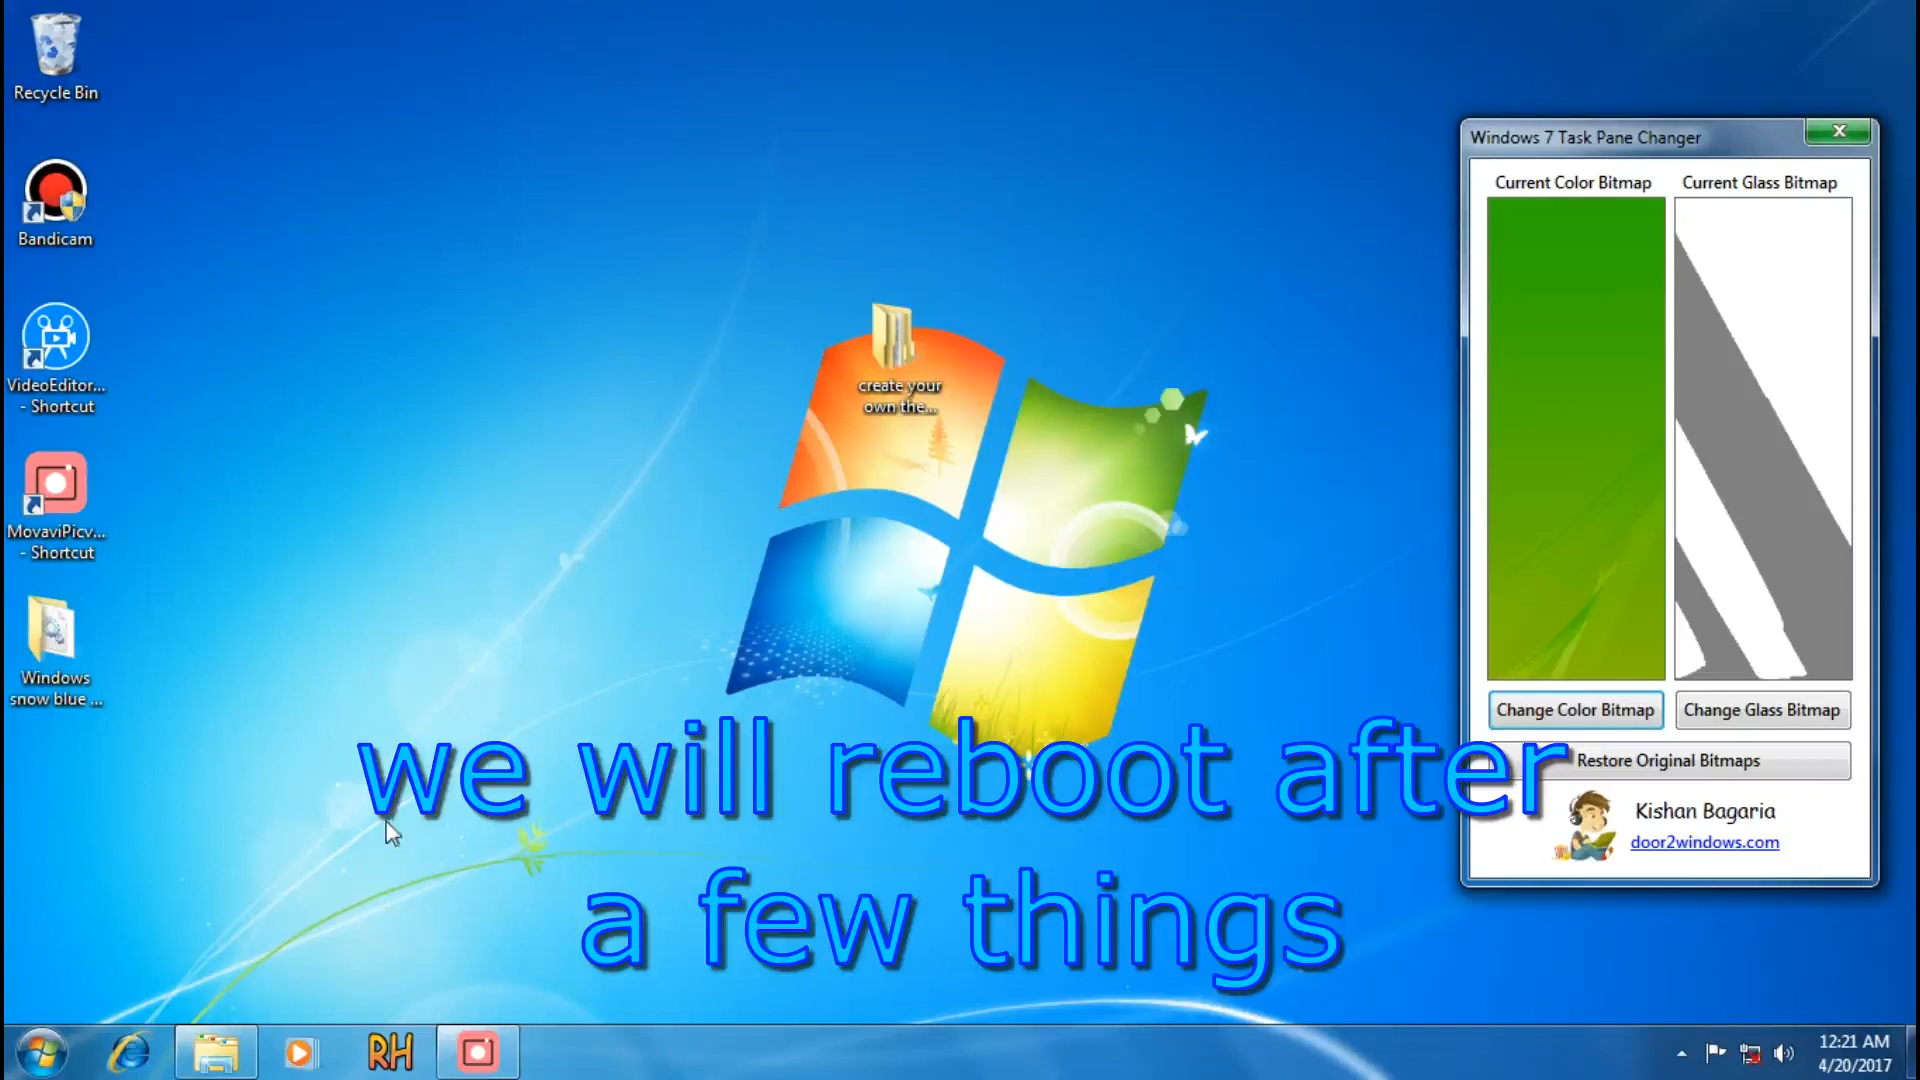 Recycle Bin
Bandicam
VideoEditor...
- Shortcut
MovaviPicv...
- Shortcut
Windows
snow blue ...
create your
own the...
Windows 7 Task Pane Changer
Current Color Bitmap
Current Glass Bitmap
Change Color Bitmap
Change Glass Bitmap
Restore Original Bitmaps
Kishan Bagaria
door2windows.com
we will reboot after
a few things
RH
12:21 AM
4/20/2017